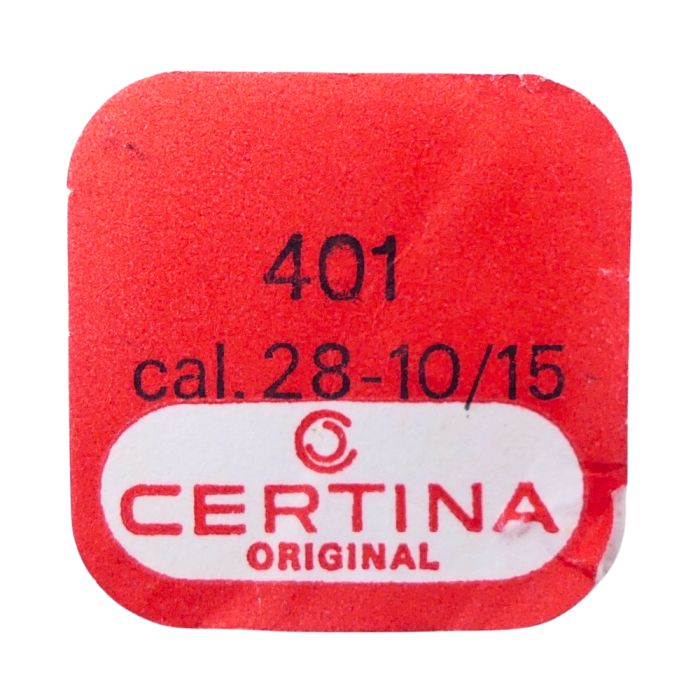 401
cal. 28-10/15
CERTINA
ORIGINAL